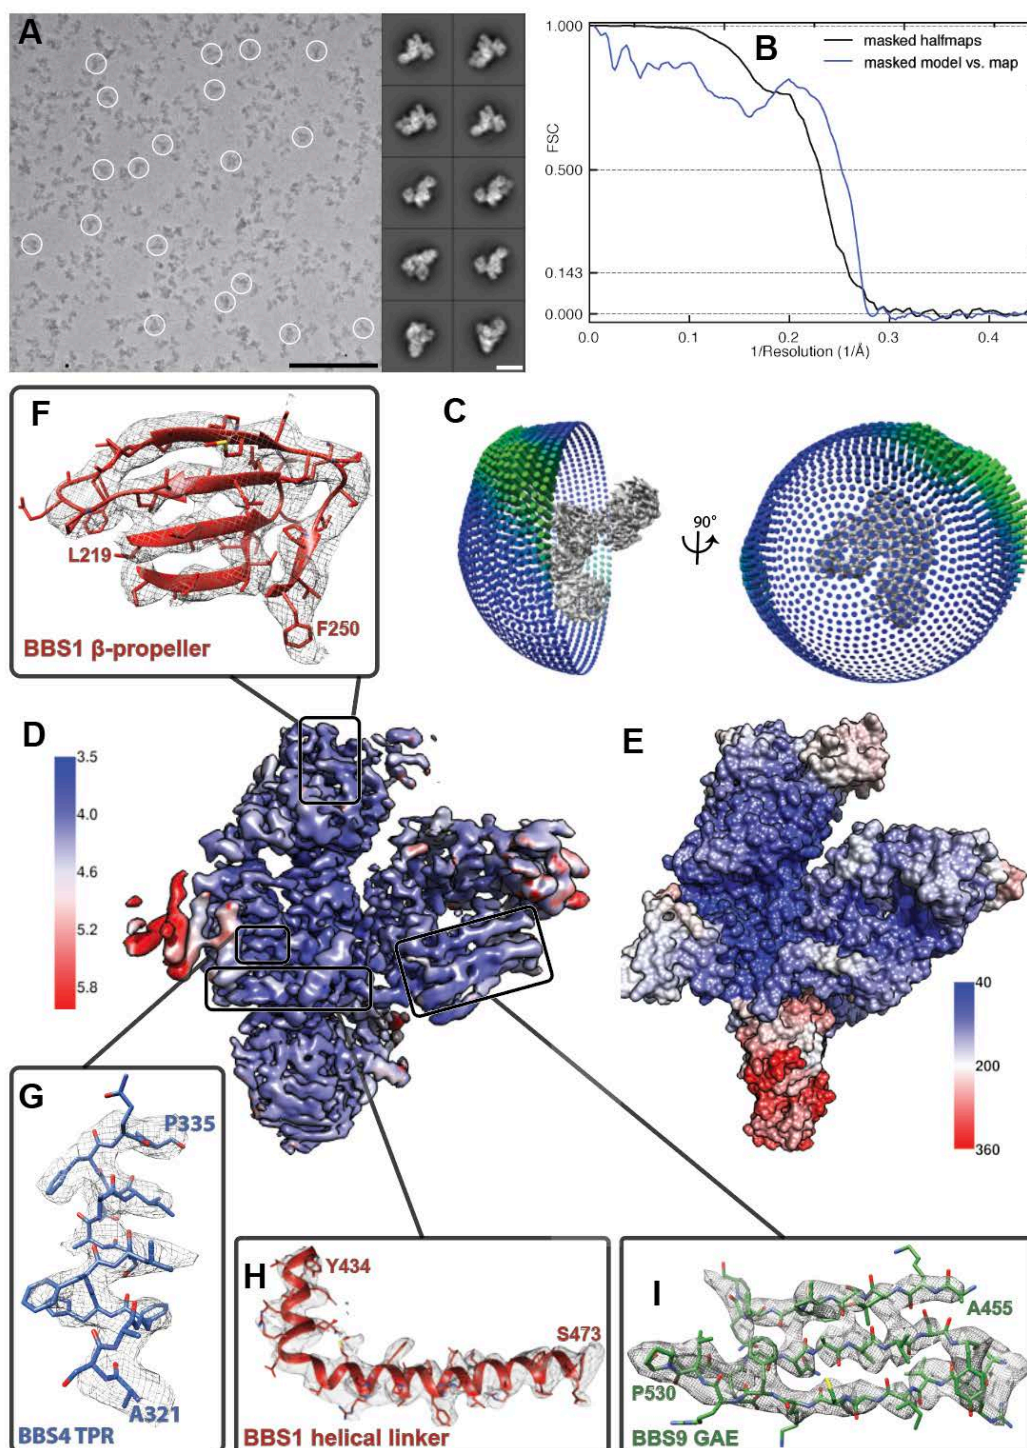 A
B
1.000
0.500
0.143
0.000
FSC
masked halfmaps
masked model vs. map
0.0
0.1
0.2
0.3
0.4
1/Resolution (1/Å)
F
L219
F250
BBS1 β-propeller
C
90°
D
3.5
4.0
4.6
5.2
5.8
E
40
200
360
G
P335
A321
BBS4 TPR
H
Y434
S473
BBS1 helical linker
I
A455
P530
BBS9 GAE